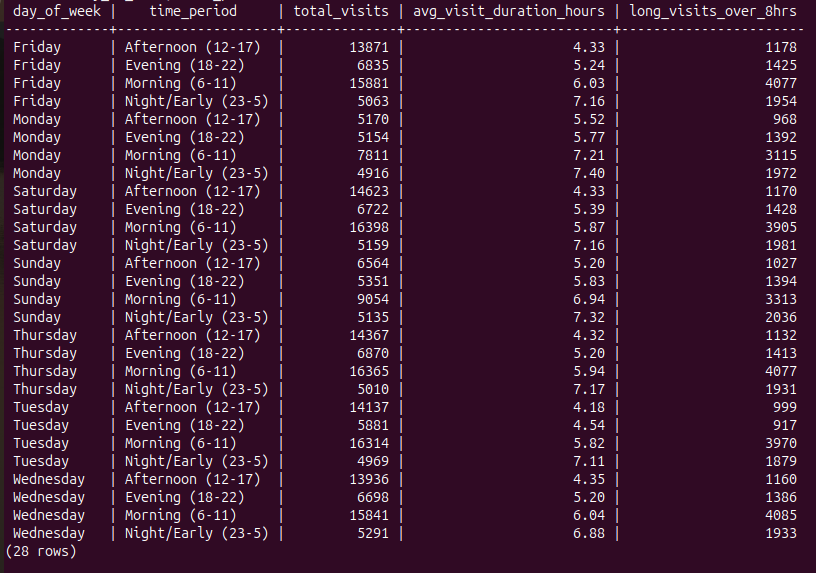 day_of_week | time_period | total_visits | avg_visit_duration_hours | long_visits_over_8hrs
-------------+---------------------+--------------+--------------------------+-----------------------
Friday | Afternoon (12-17) | 13871 | 4.33 | 1178
Friday | Evening (18-22) | 6835 | 5.24 | 1425
Friday | Morning (6-11) | 15881 | 6.03 | 4077
Friday | Night/Early (23-5) | 5063 | 7.16 | 1954
Monday | Afternoon (12-17) | 5170 | 5.52 | 968
Monday | Evening (18-22) | 5154 | 5.77 | 1392
Monday | Morning (6-11) | 7811 | 7.21 | 3115
Monday | Night/Early (23-5) | 4916 | 7.40 | 1972
Saturday | Afternoon (12-17) | 14623 | 4.33 | 1170
Saturday | Evening (18-22) | 6722 | 5.39 | 1428
Saturday | Morning (6-11) | 16398 | 5.87 | 3905
Saturday | Night/Early (23-5) | 5159 | 7.16 | 1981
Sunday | Afternoon (12-17) | 6564 | 5.20 | 1027
Sunday | Evening (18-22) | 5351 | 5.83 | 1394
Sunday | Morning (6-11) | 9054 | 6.94 | 3313
Sunday | Night/Early (23-5) | 5135 | 7.32 | 2036
Thursday | Afternoon (12-17) | 14367 | 4.32 | 1132
Thursday | Evening (18-22) | 6870 | 5.20 | 1413
Thursday | Morning (6-11) | 16365 | 5.94 | 4077
Thursday | Night/Early (23-5) | 5010 | 7.17 | 1931
Tuesday | Afternoon (12-17) | 14137 | 4.18 | 999
Tuesday | Evening (18-22) | 5881 | 4.54 | 917
Tuesday | Morning (6-11) | 16314 | 5.82 | 3970
Tuesday | Night/Early (23-5) | 4969 | 7.11 | 1879
Wednesday | Afternoon (12-17) | 13936 | 4.35 | 1160
Wednesday | Evening (18-22) | 6698 | 5.20 | 1386
Wednesday | Morning (6-11) | 15841 | 6.04 | 4085
Wednesday | Night/Early (23-5) | 5291 | 6.88 | 1933
(28 rows)